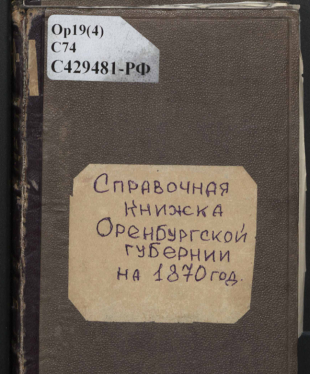 Ор19(4)
С74
С429481-РФ
Справочная
книжка
Оренбургской
губернии
на 1870 год.